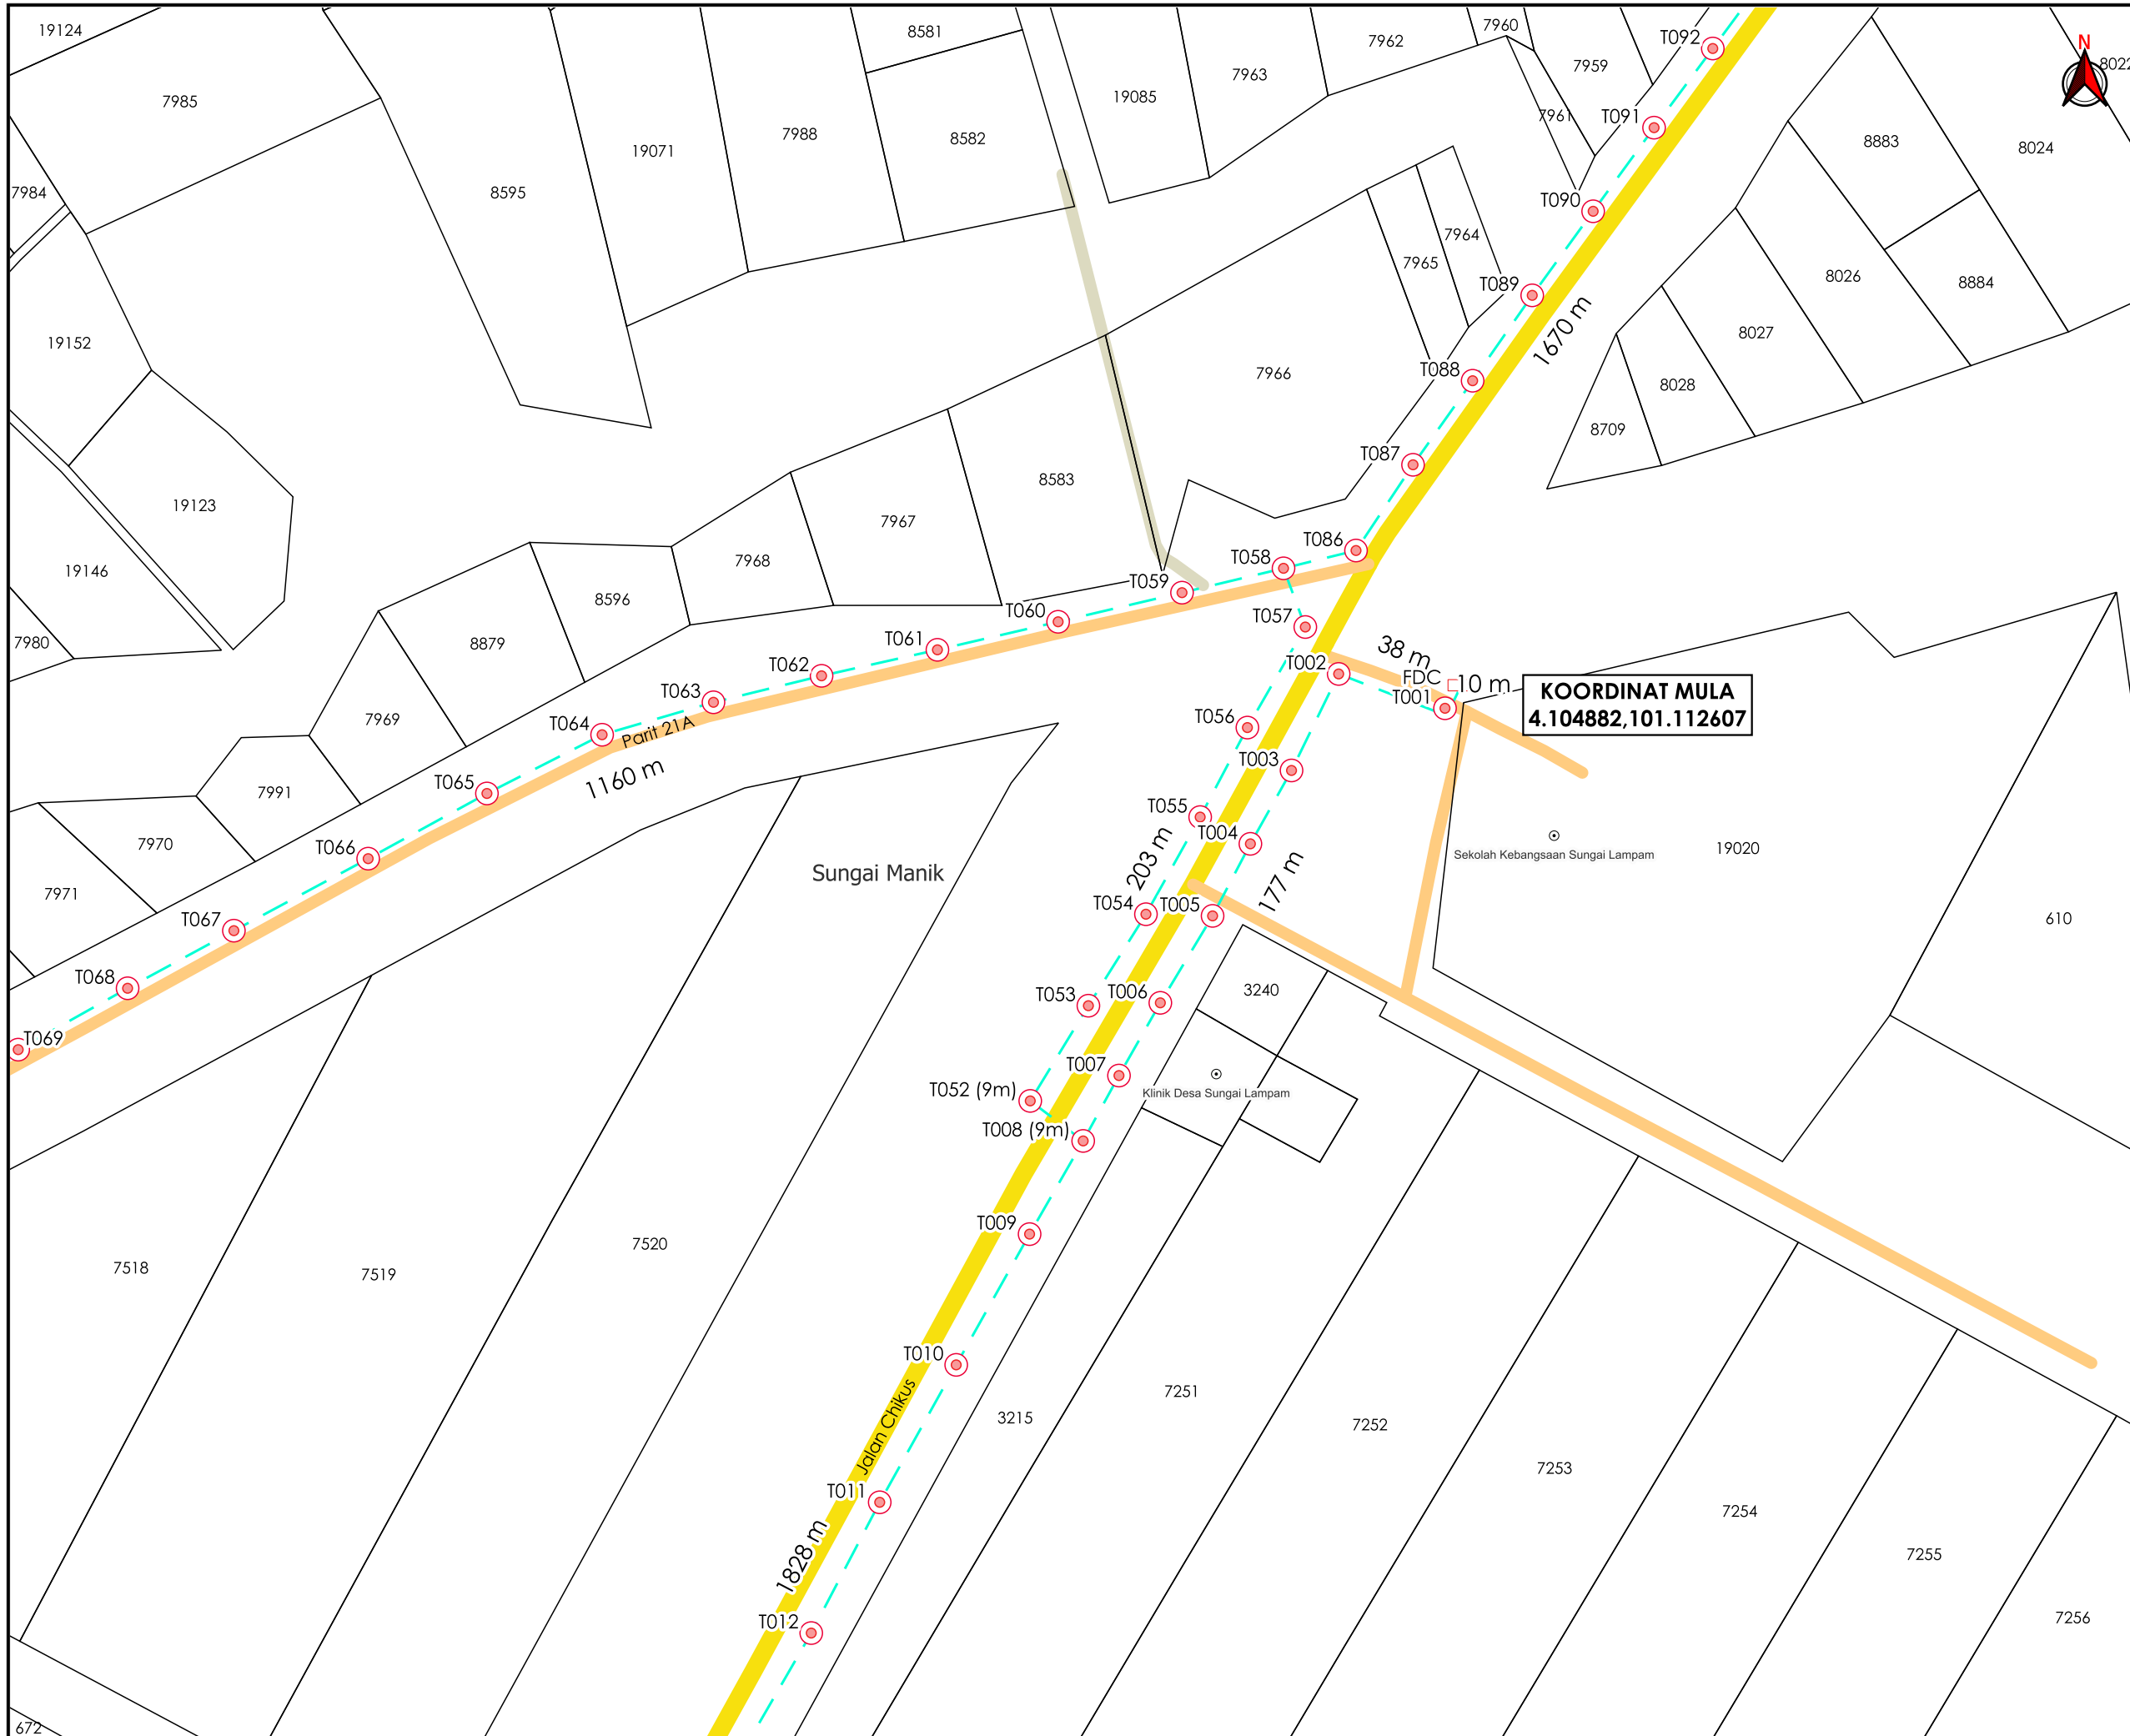 19124
8581
7960
T092
7962
7959
N
8022
7985
7963
19085
7961
T091
7988
8582
8883
8024
19071
7984
8595
T090
7964
7965
8026
8884
T089
19152
8027
1670 m
7966
T088
8028
8709
T087
8583
19123
7967
T086
T058
7968
19146
T059
8596
T060
T057
7980
8879
T061
38 m
T062
T002
FDC
10 m
T001
KOORDINAT MULA
4.104882,101.112607
T063
7969
T064
Parit 21A
T056
T003
1160 m
T065
7991
T055
T004
7970
T066
203 m
177 m
Sekolah Kebangsaan Sungai Lampam
19020
Sungai Manik
7971
T067
T054
T005
610
T068
T053
T006
3240
T069
T007
T052 (9m)
Klinik Desa Sungai Lampam
T008 (9m)
T009
7518
7519
7520
T010
Jalan Chikus
7251
3215
7252
7253
T011
7254
1828 m
7255
T012
7256
672